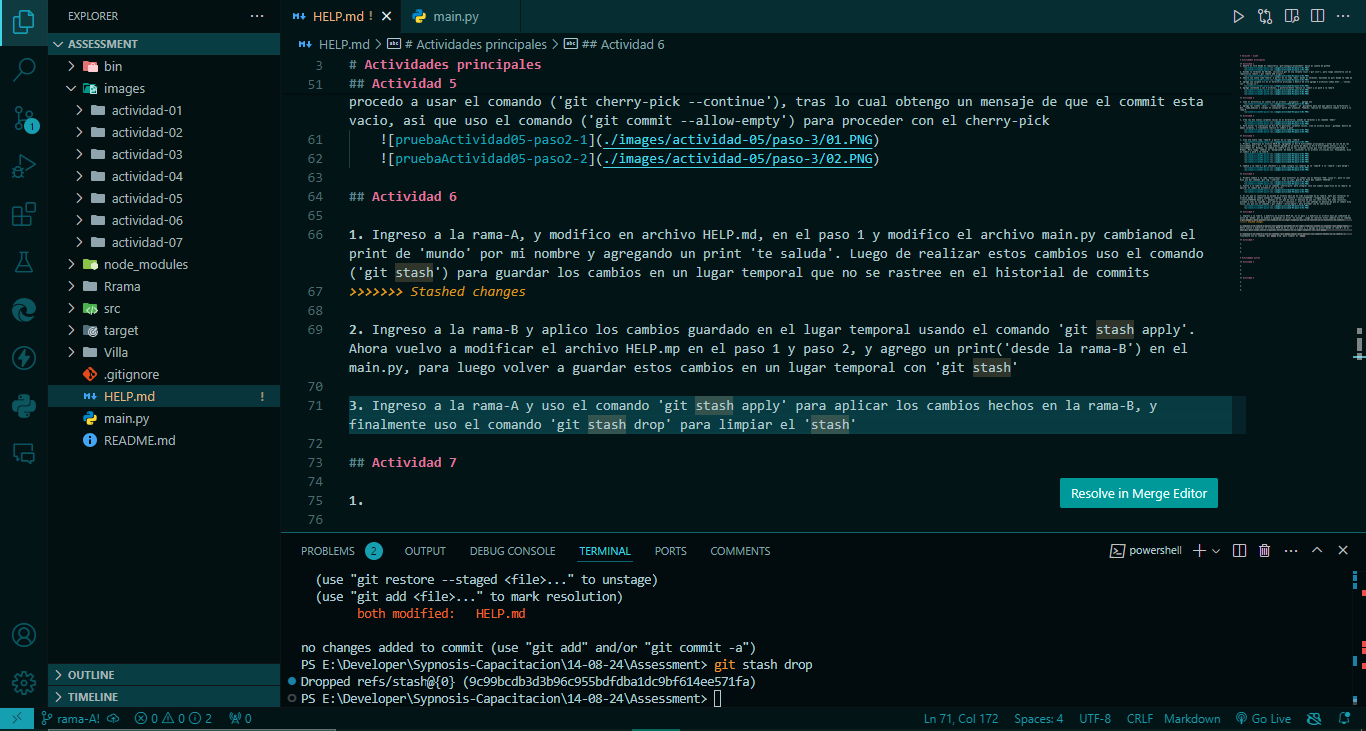 EXPLORER
HELP.md !
main.py
ASSESSMENT
HELP.md > # Actividades principales > ## Actividad 6
bin
images
actividad-01
actividad-02
actividad-03
actividad-04
actividad-05
actividad-06
actividad-07
node_modules
Rrama
src
target
Villa
.gitignore
HELP.md !
main.py
README.md
OUTLINE
TIMELINE
3 # Actividades principales
51 ## Actividad 5
procedo a usar el comando ('git cherry-pick --continue'), tras lo cual obtengo un mensaje de que el commit esta
vacio, asi que uso el comando ('git commit --allow-empty') para proceder con el cherry-pick
61 ![pruebaActividad05-paso2-1](./images/actividad-05/paso-3/01.PNG)
62 ![pruebaActividad05-paso2-2](./images/actividad-05/paso-3/02.PNG)
63
64 ## Actividad 6
65
66 1. Ingreso a la rama-A, y modifico en archivo HELP.md, en el paso 1 y modifico el archivo main.py cambianod el
print de 'mundo' por mi nombre y agregando un print 'te saluda'. Luego de realizar estos cambios uso el comando
('git stash') para guardar los cambios en un lugar temporal que no se rastree en el historial de commits
67 >>>>>>> Stashed changes
68
69 2. Ingreso a la rama-B y aplico los cambios guardado en el lugar temporal usando el comando 'git stash apply'.
Ahora vuelvo a modificar el archivo HELP.mp en el paso 1 y paso 2, y agrego un print('desde la rama-B') en el
main.py, para luego volver a guardar estos cambios en un lugar temporal con 'git stash'
70
71 3. Ingreso a la rama-A y uso el comando 'git stash apply' para aplicar los cambios hechos en la rama-B, y
finalmente uso el comando 'git stash drop' para limpiar el 'stash'
72
73 ## Actividad 7
74
75 1.
76
Resolve in Merge Editor
PROBLEMS 2 OUTPUT DEBUG CONSOLE TERMINAL PORTS COMMENTS
powershell
(use "git restore --staged <file>..." to unstage)
(use "git add <file>..." to mark resolution)
both modified: HELP.md
no changes added to commit (use "git add" and/or "git commit -a")
PS E:\Developer\Sypnosis-Capacitacion\14-08-24\Assessment> git stash drop
Dropped refs/stash@{0} (9c99bcdb3d3b96c955bdfdba1dc9bf614ee571fa)
PS E:\Developer\Sypnosis-Capacitacion\14-08-24\Assessment>
rama-A! 0 0 2 0 Ln 71, Col 172 Spaces: 4 UTF-8 CRLF Markdown Go Live